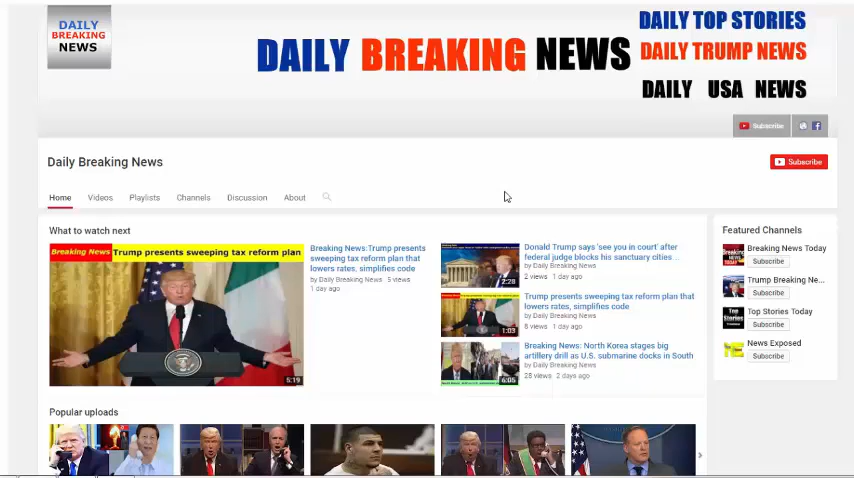 DAILY
BREAKING
NEWS
DAILY BREAKING NEWS
DAILY TOP STORIES
DAILY TRUMP NEWS
DAILY USA NEWS
Subscribe
Daily Breaking News
Subscribe
Home Videos Playlists Channels Discussion About
What to watch next
Breaking News Trump presents sweeping tax reform plan
5:19
Breaking News:Trump presents
sweeping tax reform plan that
lowers rates, simplifies code
by Daily Breaking News 5 views
1 day ago
2:28
Donald Trump says 'see you in court' after
federal judge blocks his sanctuary cities...
by Daily Breaking News
2 views 1 day ago
1:03
Trump presents sweeping tax reform plan that
lowers rates, simplifies code
by Daily Breaking News
6 views 1 day ago
6:05
Breaking News: North Korea stages big
artillery drill as U.S. submarine docks in South
by Daily Breaking News
28 views 2 days ago
Featured Channels
Breaking News Today
Subscribe
Trump Breaking Ne...
Subscribe
Top Stories Today
Subscribe
News Exposed
Subscribe
Popular uploads